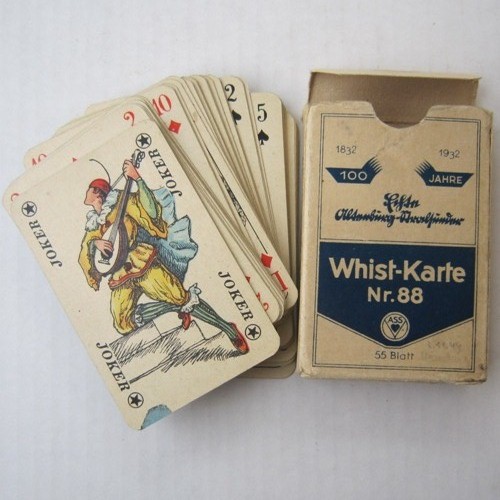 JOKER
JOKER
JOKER
JOKER
2
10
2
5
1832
1932
100
JAHRE
Echte
Altenburg-Stralsunder
Whist-Karte
Nr. 88
ASS
55 Blatt